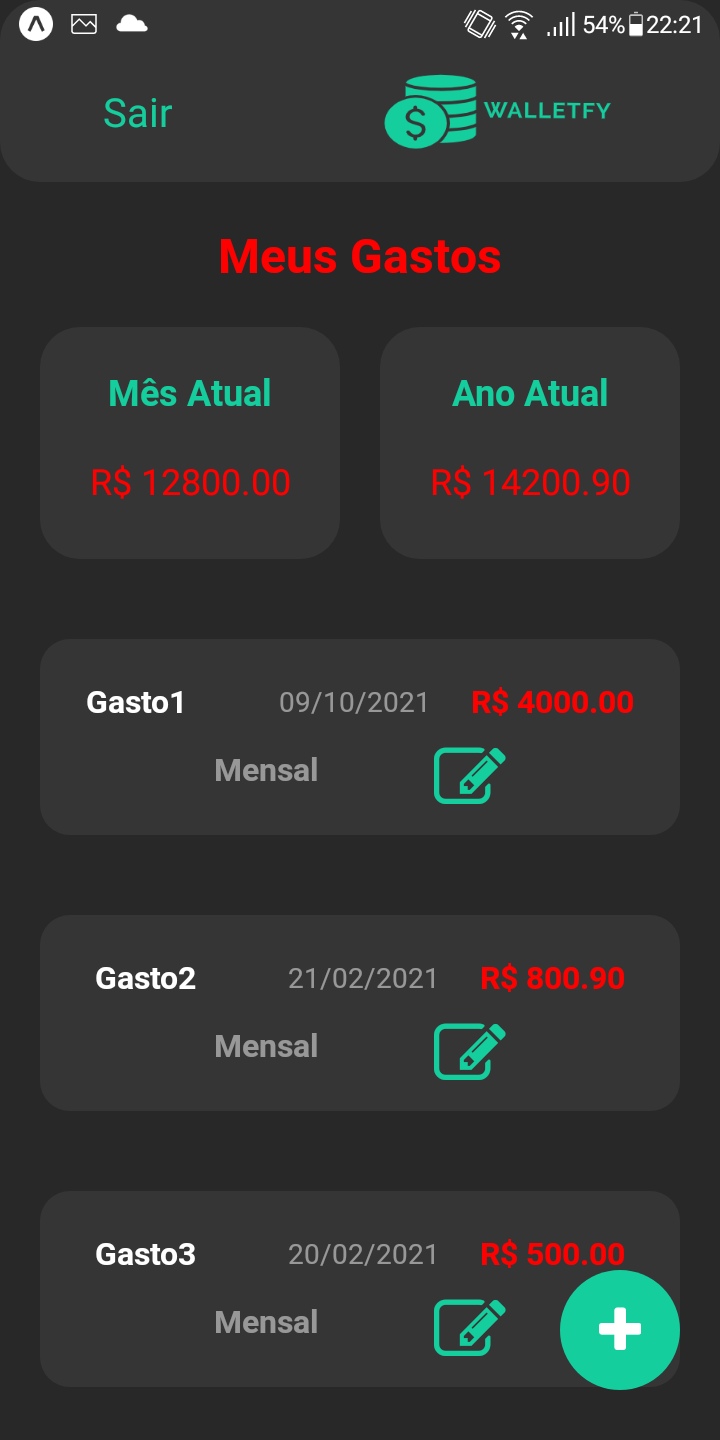 54% 22:21
Sair
$ WALLETFY
Meus Gastos
Mês Atual
R$ 12800.00
Ano Atual
R$ 14200.90
Gasto1 09/10/2021 R$ 4000.00
Mensal
Gasto2 21/02/2021 R$ 800.90
Mensal
Gasto3 20/02/2021 R$ 500.00
Mensal